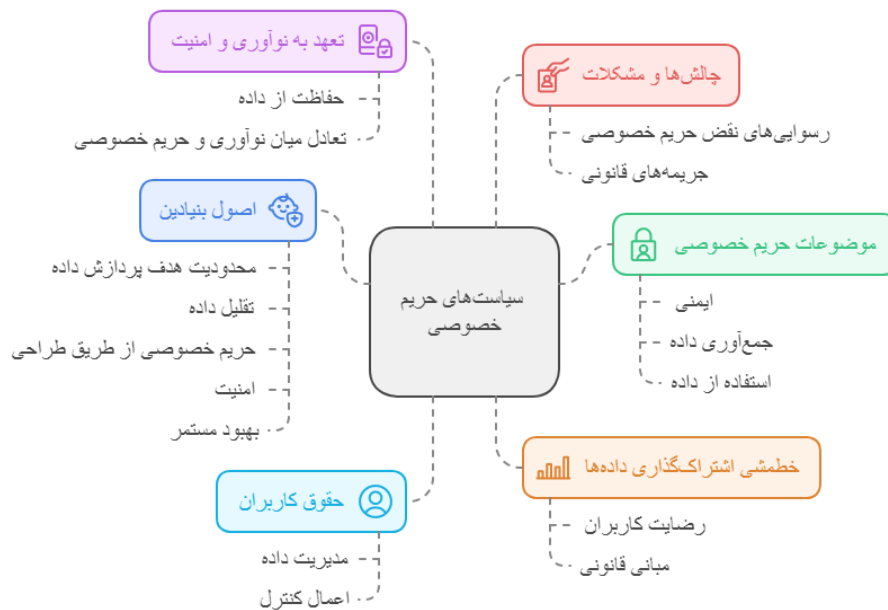 سیاست‌های حریم
خصوصی
چالش‌ها و مشکلات
رسوایی‌های نقض حریم خصوصی
جریمه‌های قانونی
موضوعات حریم خصوصی
ایمنی
جمع‌آوری داده
استفاده از داده
خطمشی اشتراک‌گذاری داده‌ها
رضایت کاربران
مبانی قانونی
تعهد به نوآوری و امنیت
حفاظت از داده
تعادل میان نوآوری و حریم خصوصی
اصول بنیادین
محدودیت هدف پردازش داده
تقلیل داده
حریم خصوصی از طریق طراحی
امنیت
بهبود مستمر
حقوق کاربران
مدیریت داده
اعمال کنترل